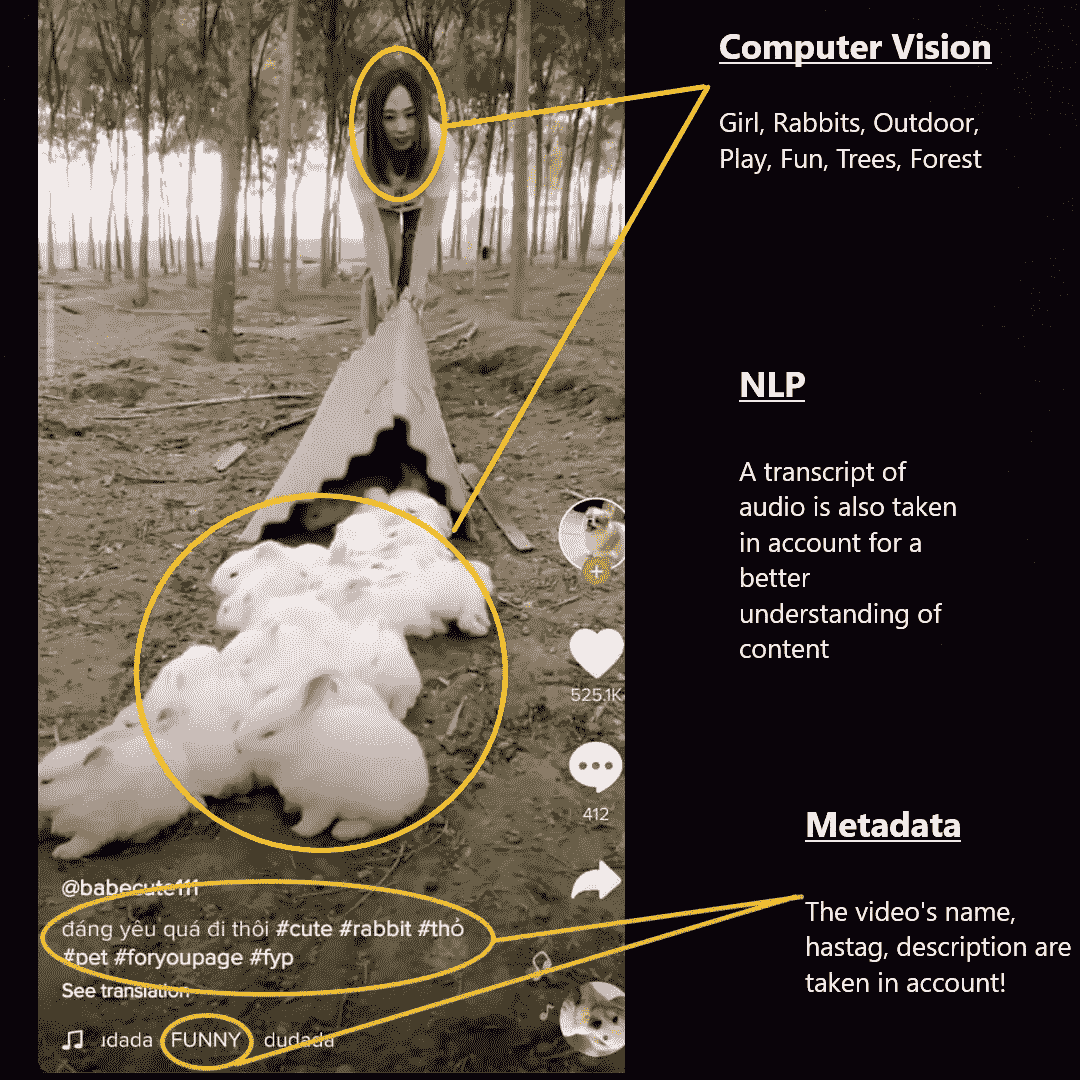 Computer Vision
Girl, Rabbits, Outdoor,
Play, Fun, Trees, Forest
NLP
A transcript of
audio is also taken
in account for a
better
understanding of
content
525.1K
412
Metadata
The video's name,
hastag, description are
taken in account!
@babecute111
đáng yêu quá đi thôi #cute #rabbit #thỏ
#pet #foryoupage #fyp
See translation
ıdada FUNNY dudada